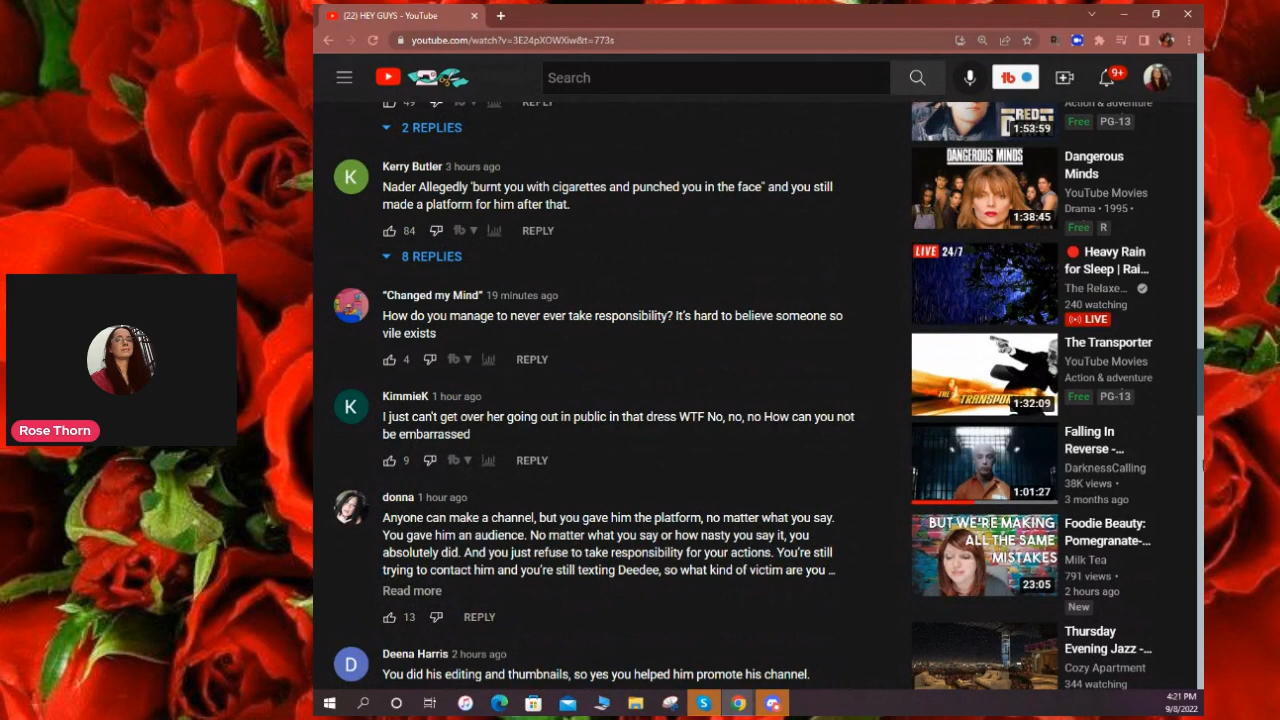 (22) HEY GUYS - YouTube
youtube.com/watch?v=3E24pXOWXiw&t=773s
Search
9+
49
REPLY
2 REPLIES
K
Kerry Butler 3 hours ago
Nader Allegedly 'burnt you with cigarettes and punched you in the face" and you still
made a platform for him after that.
84
REPLY
8 REPLIES
“Changed my Mind” 19 minutes ago
How do you manage to never ever take responsibility? It's hard to believe someone so
vile exists
4
REPLY
K
KimmieK 1 hour ago
I just can't get over her going out in public in that dress WTF No, no, no How can you not
be embarrassed
9
REPLY
donna 1 hour ago
Anyone can make a channel, but you gave him the platform, no matter what you say.
You gave him an audience. No matter what you say or how nasty you say it, you
absolutely did. And you just refuse to take responsibility for your actions. You're still
trying to contact him and you're still texting Deedee, so what kind of victim are you ...
Read more
13
REPLY
D
Deena Harris 2 hours ago
You did his editing and thumbnails, so yes you helped him promote his channel.
RED
1:53:59
Action & adventure
Free PG-13
DANGEROUS MINDS
1:38:45
Dangerous
Minds
YouTube Movies
Drama • 1995 •
Free R
LIVE 24/7
Heavy Rain
for Sleep | Rai...
The Relaxe...
240 watching
LIVE
1:32:09
The Transporter
YouTube Movies
Action & adventure
Free PG-13
1:01:27
Falling In
Reverse -...
DarknessCalling
38K views •
3 months ago
BUT WE'RE MAKING
ALL THE SAME
MISTAKES
23:05
Foodie Beauty:
Pomegranate-...
Milk Tea
791 views •
2 hours ago
New
Thursday
Evening Jazz -...
Cozy Apartment
344 watching
Rose Thorn
4:21 PM
9/8/2022